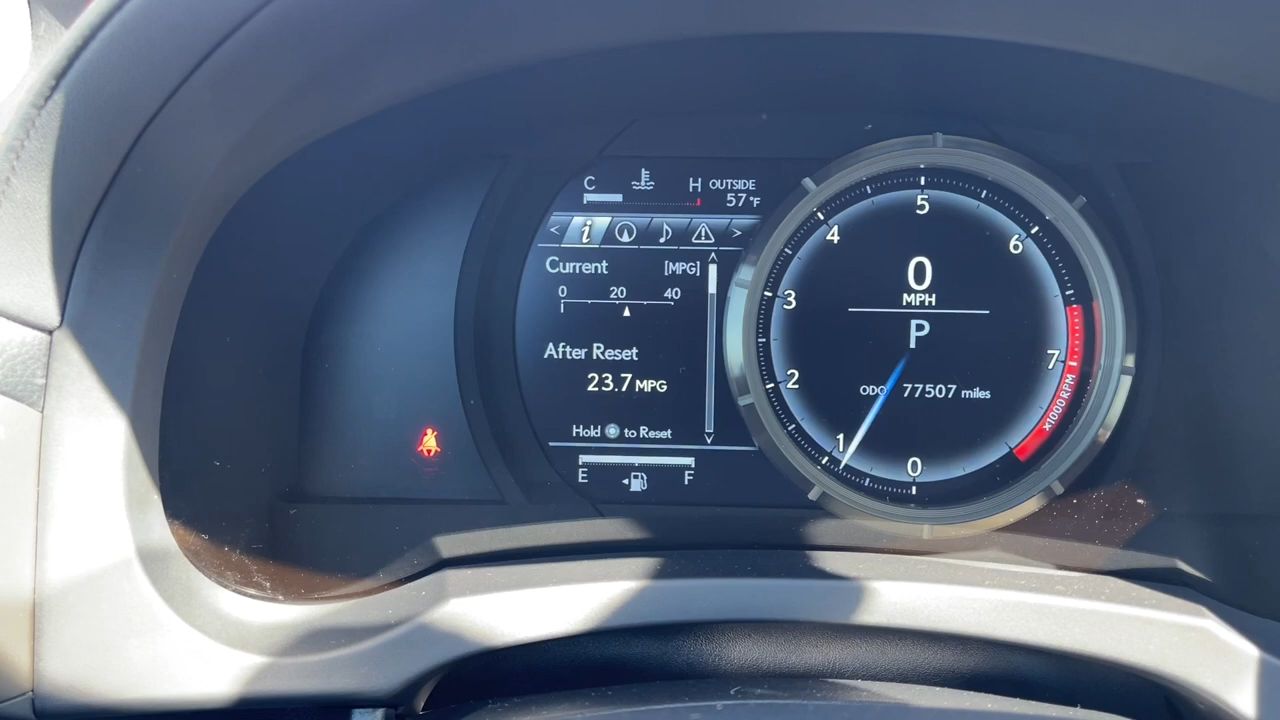 C H OUTSIDE
57°F
< i >
Current [MPG]
0 20 40
After Reset
23.7 MPG
Hold to Reset
E F
0 1 2 3 4 5 6 7
x1000RPM
0
MPH
P
ODO 77507 miles